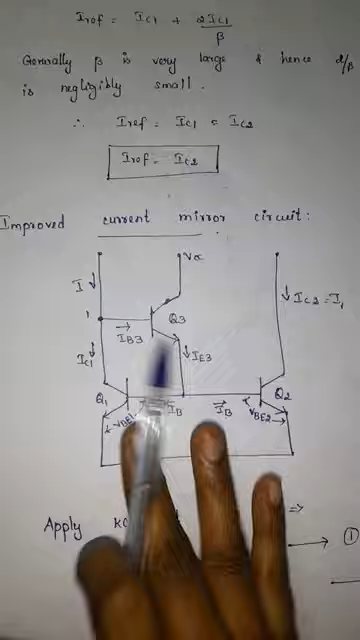 Iref = IC1 + 2IC1/β
Generally β is very large & hence 2/β
is negligibly small.
∴ Iref = IC1 = IC2
Iref = IC2
Improved current mirror circuit:
Vcc
I
IC2 = I
1
Q3
IB3
IE3
IC1
Q1
IB
IB
Q2
VBE1
VBE2
Apply
⇒
→ 1